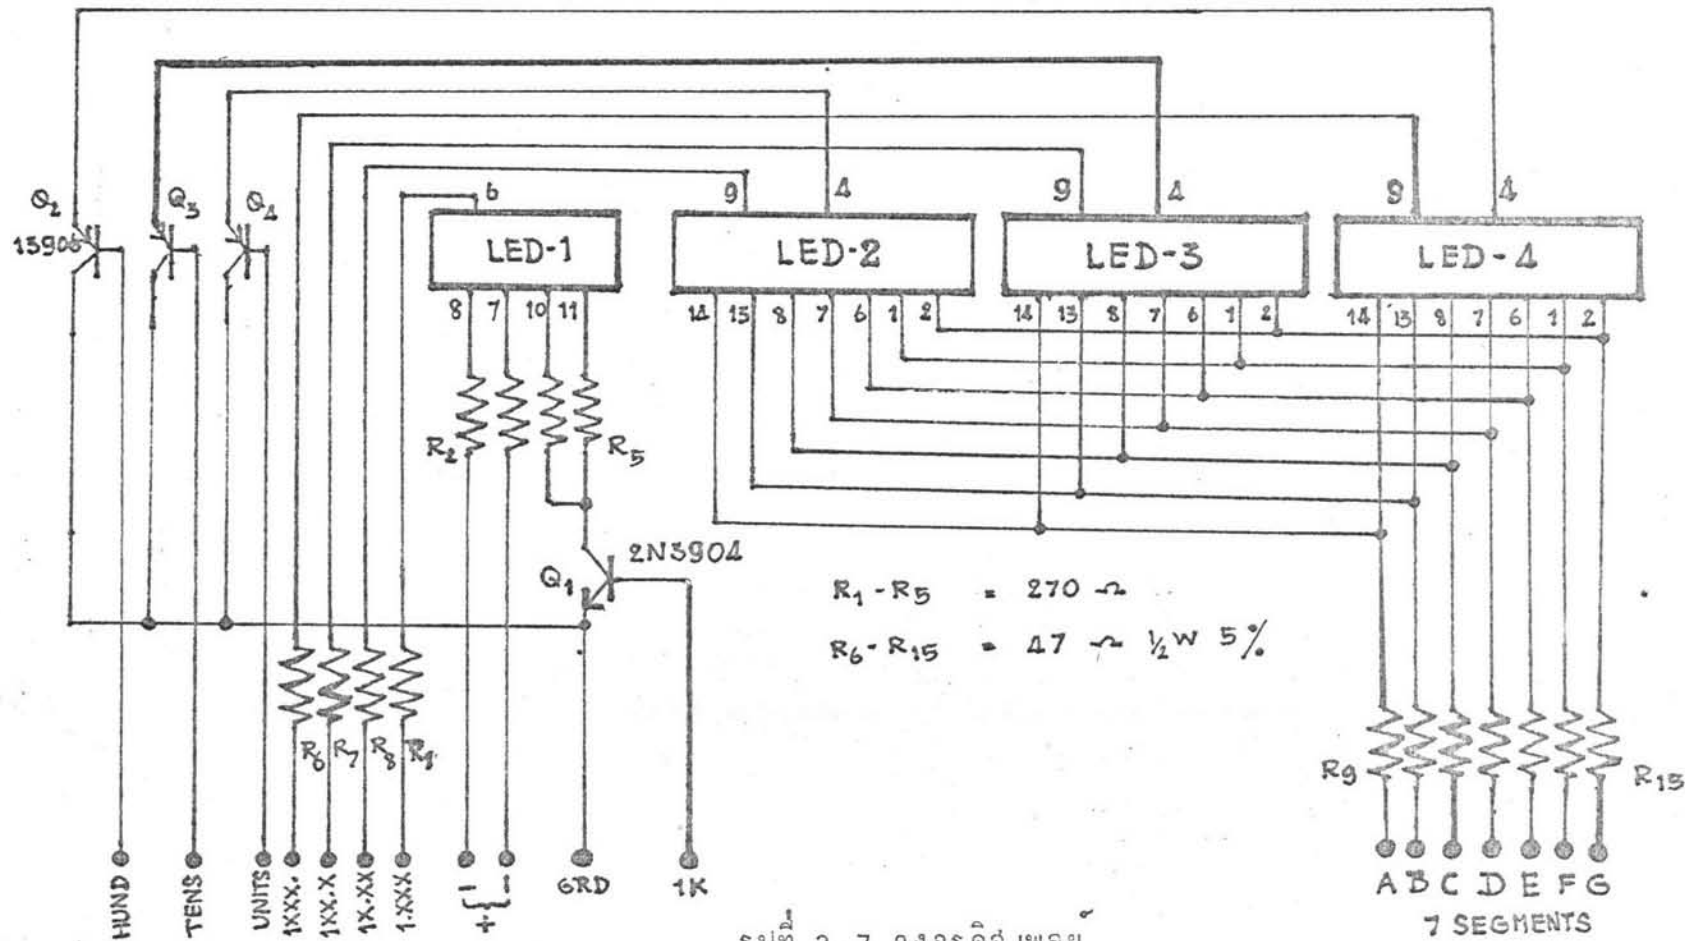 Q2
Q3
Q4
6
9
4
9
4
9
4
LED-1
LED-2
LED-3
LED-4
8 7 10 11
14 13 8 7 6 1 2
14 13 8 7 6 1 2
14 13 8 7 6 1 2
R2
R5
Q1
2N3904
R1-R5 = 270 Ω
R6-R15 = 47 Ω 1/2 W 5%
R6 R7 R8
R9
R15
HUND
TENS
UNITS
1XXX.
1XX.X
1X.XX
1.XXX
+{
GRD
1K
A B C D E F G
7 SEGMENTS